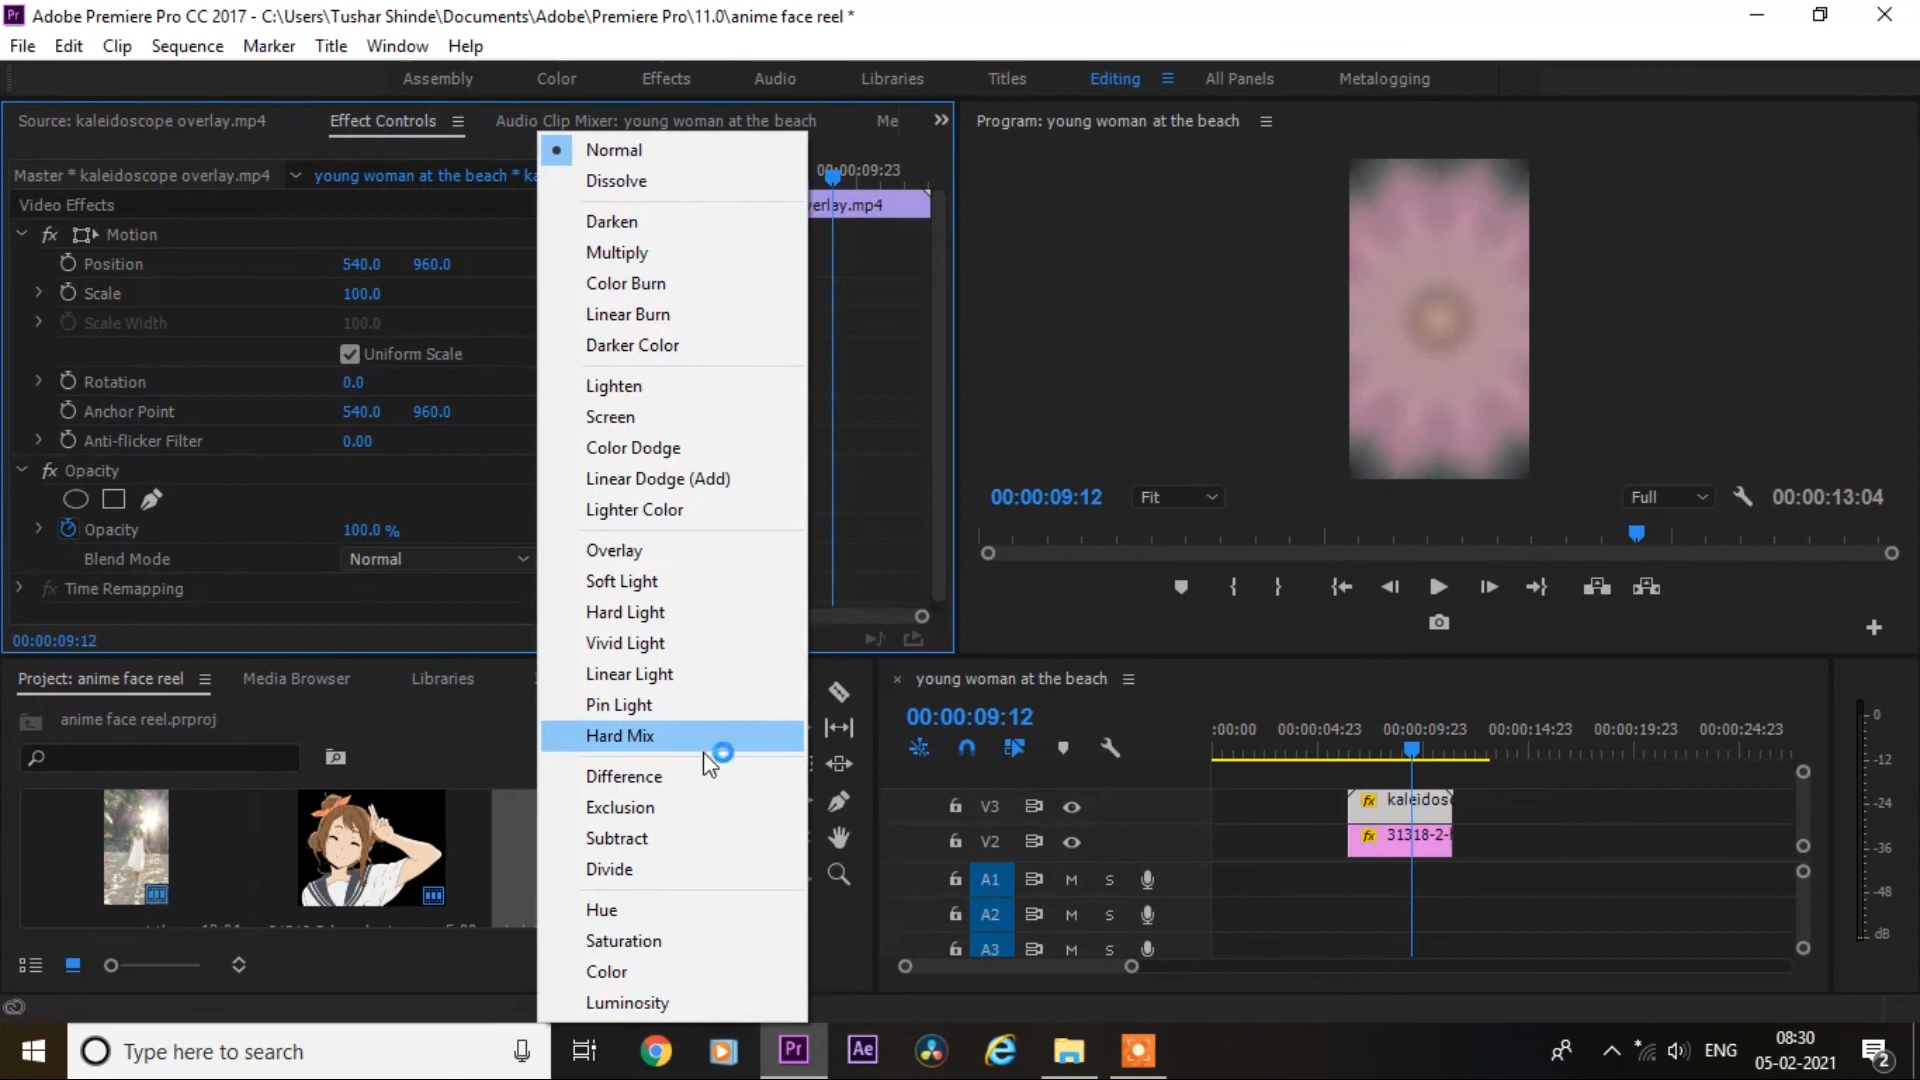 Adobe Premiere Pro CC 2017 - C:\Users\Tushar Shinde\Documents\Adobe\Premiere Pro\11.0\anime face reel *
File Edit Clip Sequence Marker Title Window Help
Assembly Color Effects Audio Libraries Titles Editing All Panels Metalogging
Source: kaleidoscope overlay.mp4 Effect Controls Audio Clip Mixer: young woman at the beach Me
Program: young woman at the beach
Master * kaleidoscope overlay.mp4 young woman at the beach * ka
00:00:09:23
verlay.mp4
Video Effects
fx Motion
Position 540.0 960.0
Scale 100.0
Scale Width 100.0
Uniform Scale
Rotation 0.0
Anchor Point 540.0 960.0
Anti-flicker Filter 0.00
fx Opacity
Opacity 100.0 %
Blend Mode Normal
fx Time Remapping
00:00:09:12
Normal
Dissolve
Darken
Multiply
Color Burn
Linear Burn
Darker Color
Lighten
Screen
Color Dodge
Linear Dodge (Add)
Lighter Color
Overlay
Soft Light
Hard Light
Vivid Light
Linear Light
Pin Light
Hard Mix
Difference
Exclusion
Subtract
Divide
Hue
Saturation
Color
Luminosity
00:00:09:12 Fit Full 00:00:13:04
Project: anime face reel Media Browser Libraries
anime face reel.prproj
young woman at the beach
00:00:09:12
:00:00 00:00:04:23 00:00:09:23 00:00:14:23 00:00:19:23 00:00:24:23
V3 fx kaleidos
V2 fx 31318-2-
A1 M S
A2 M S
A3 M S
0
-12
-24
-36
-48
dB
Type here to search
Pr Ae
ENG
08:30
05-02-2021
2